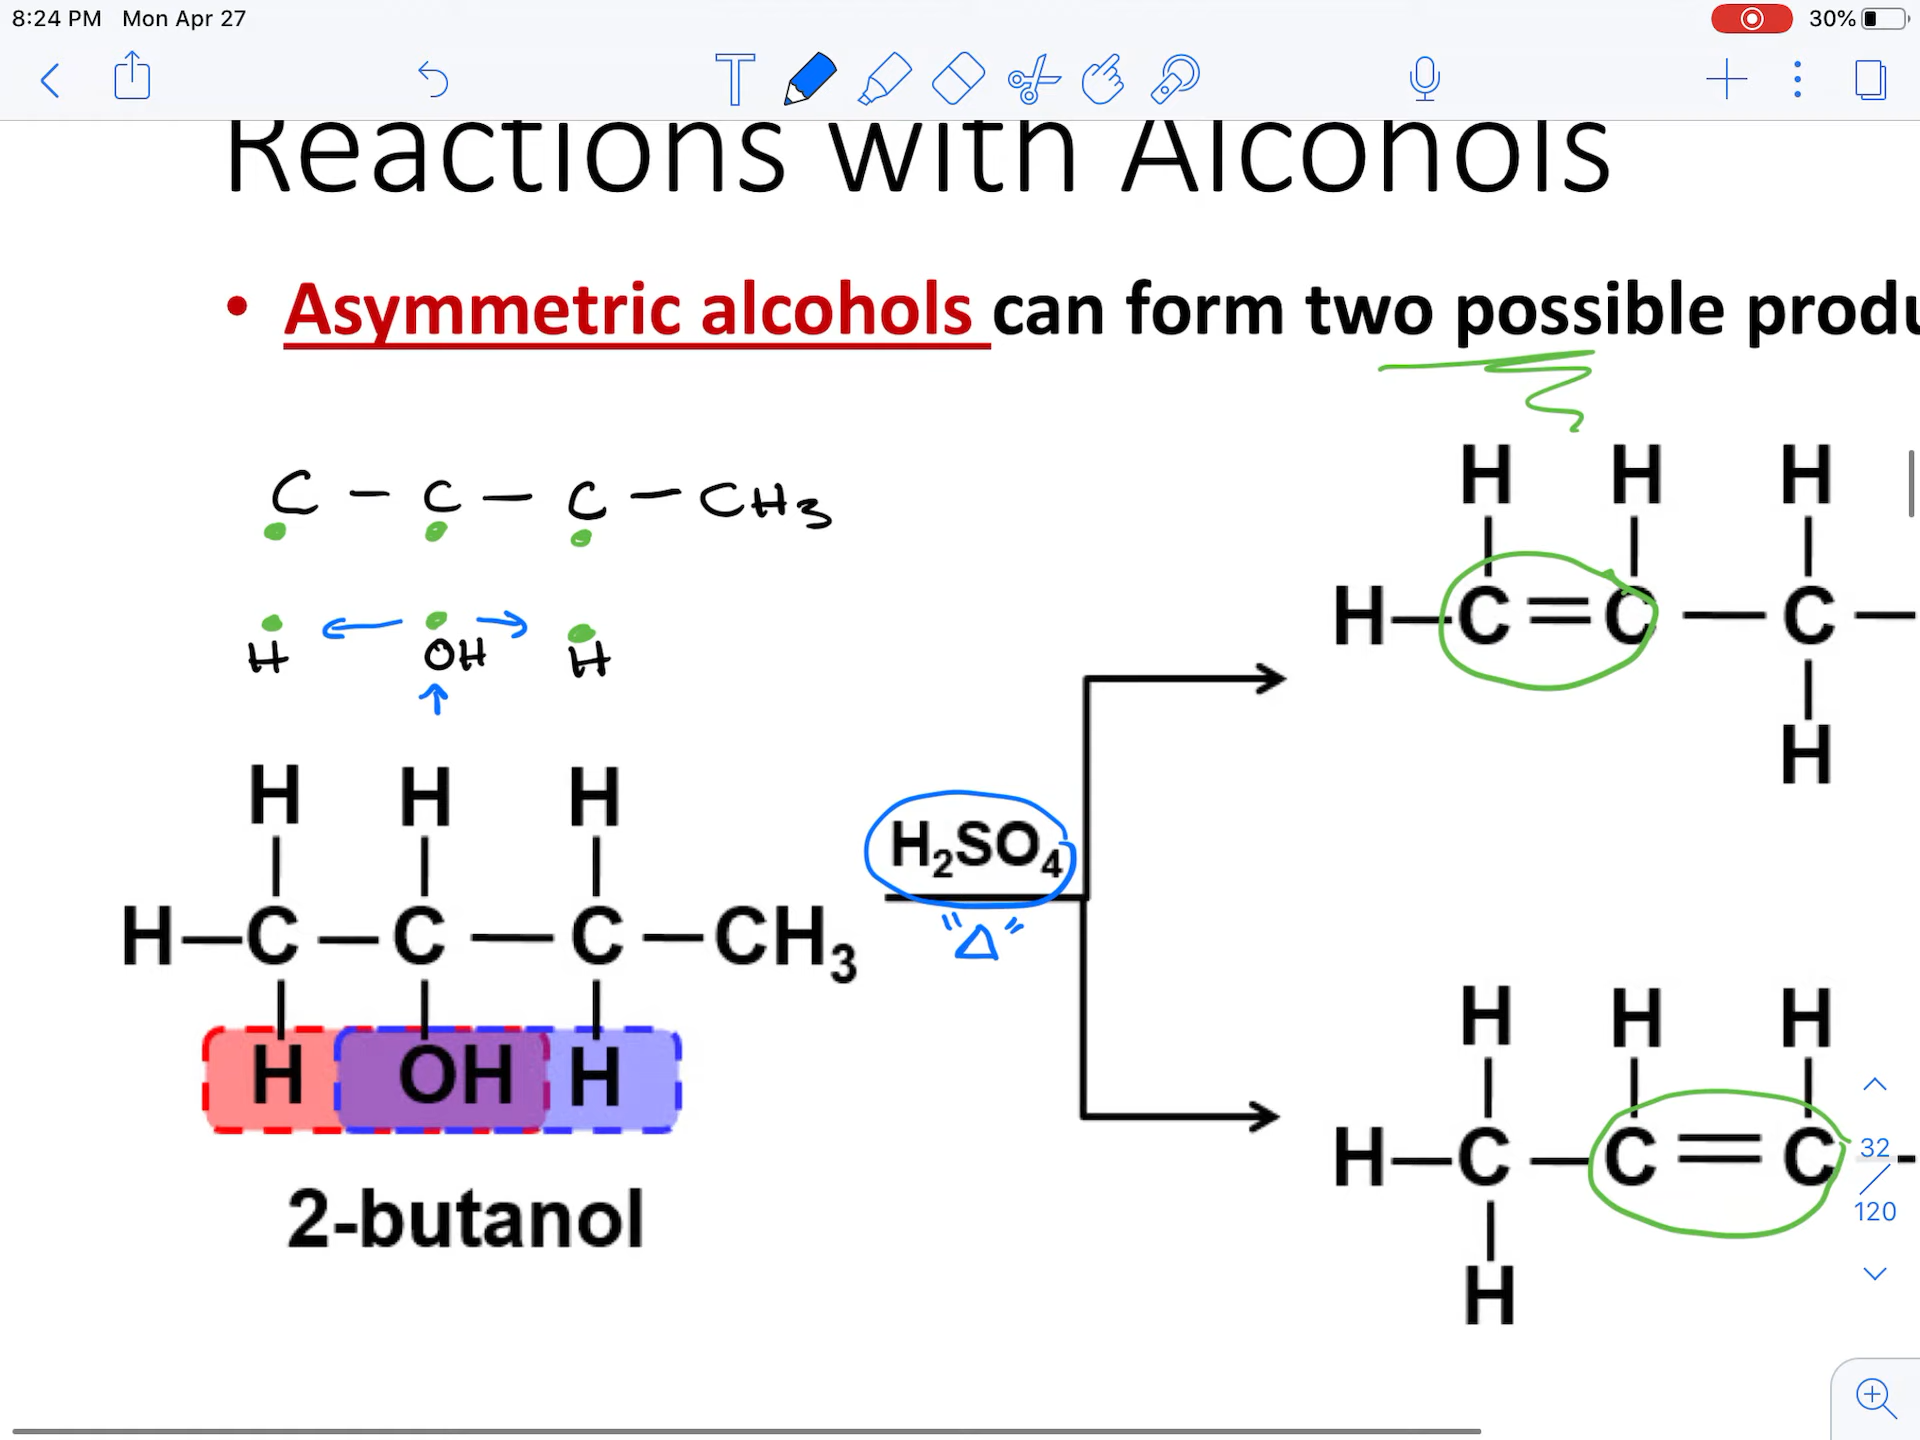 8:24 PM Mon Apr 27
30%
T
Reactions with Alcohols
• Asymmetric alcohols can form two possible produ
C – C – C – CH3
H OH H
H H H
H–C=C–C–
H
H H H
H–C–C–C–CH₃
H OH H
2-butanol
H₂SO₄
"Δ"
H H H
H–C–C=C-
H
32
/
120